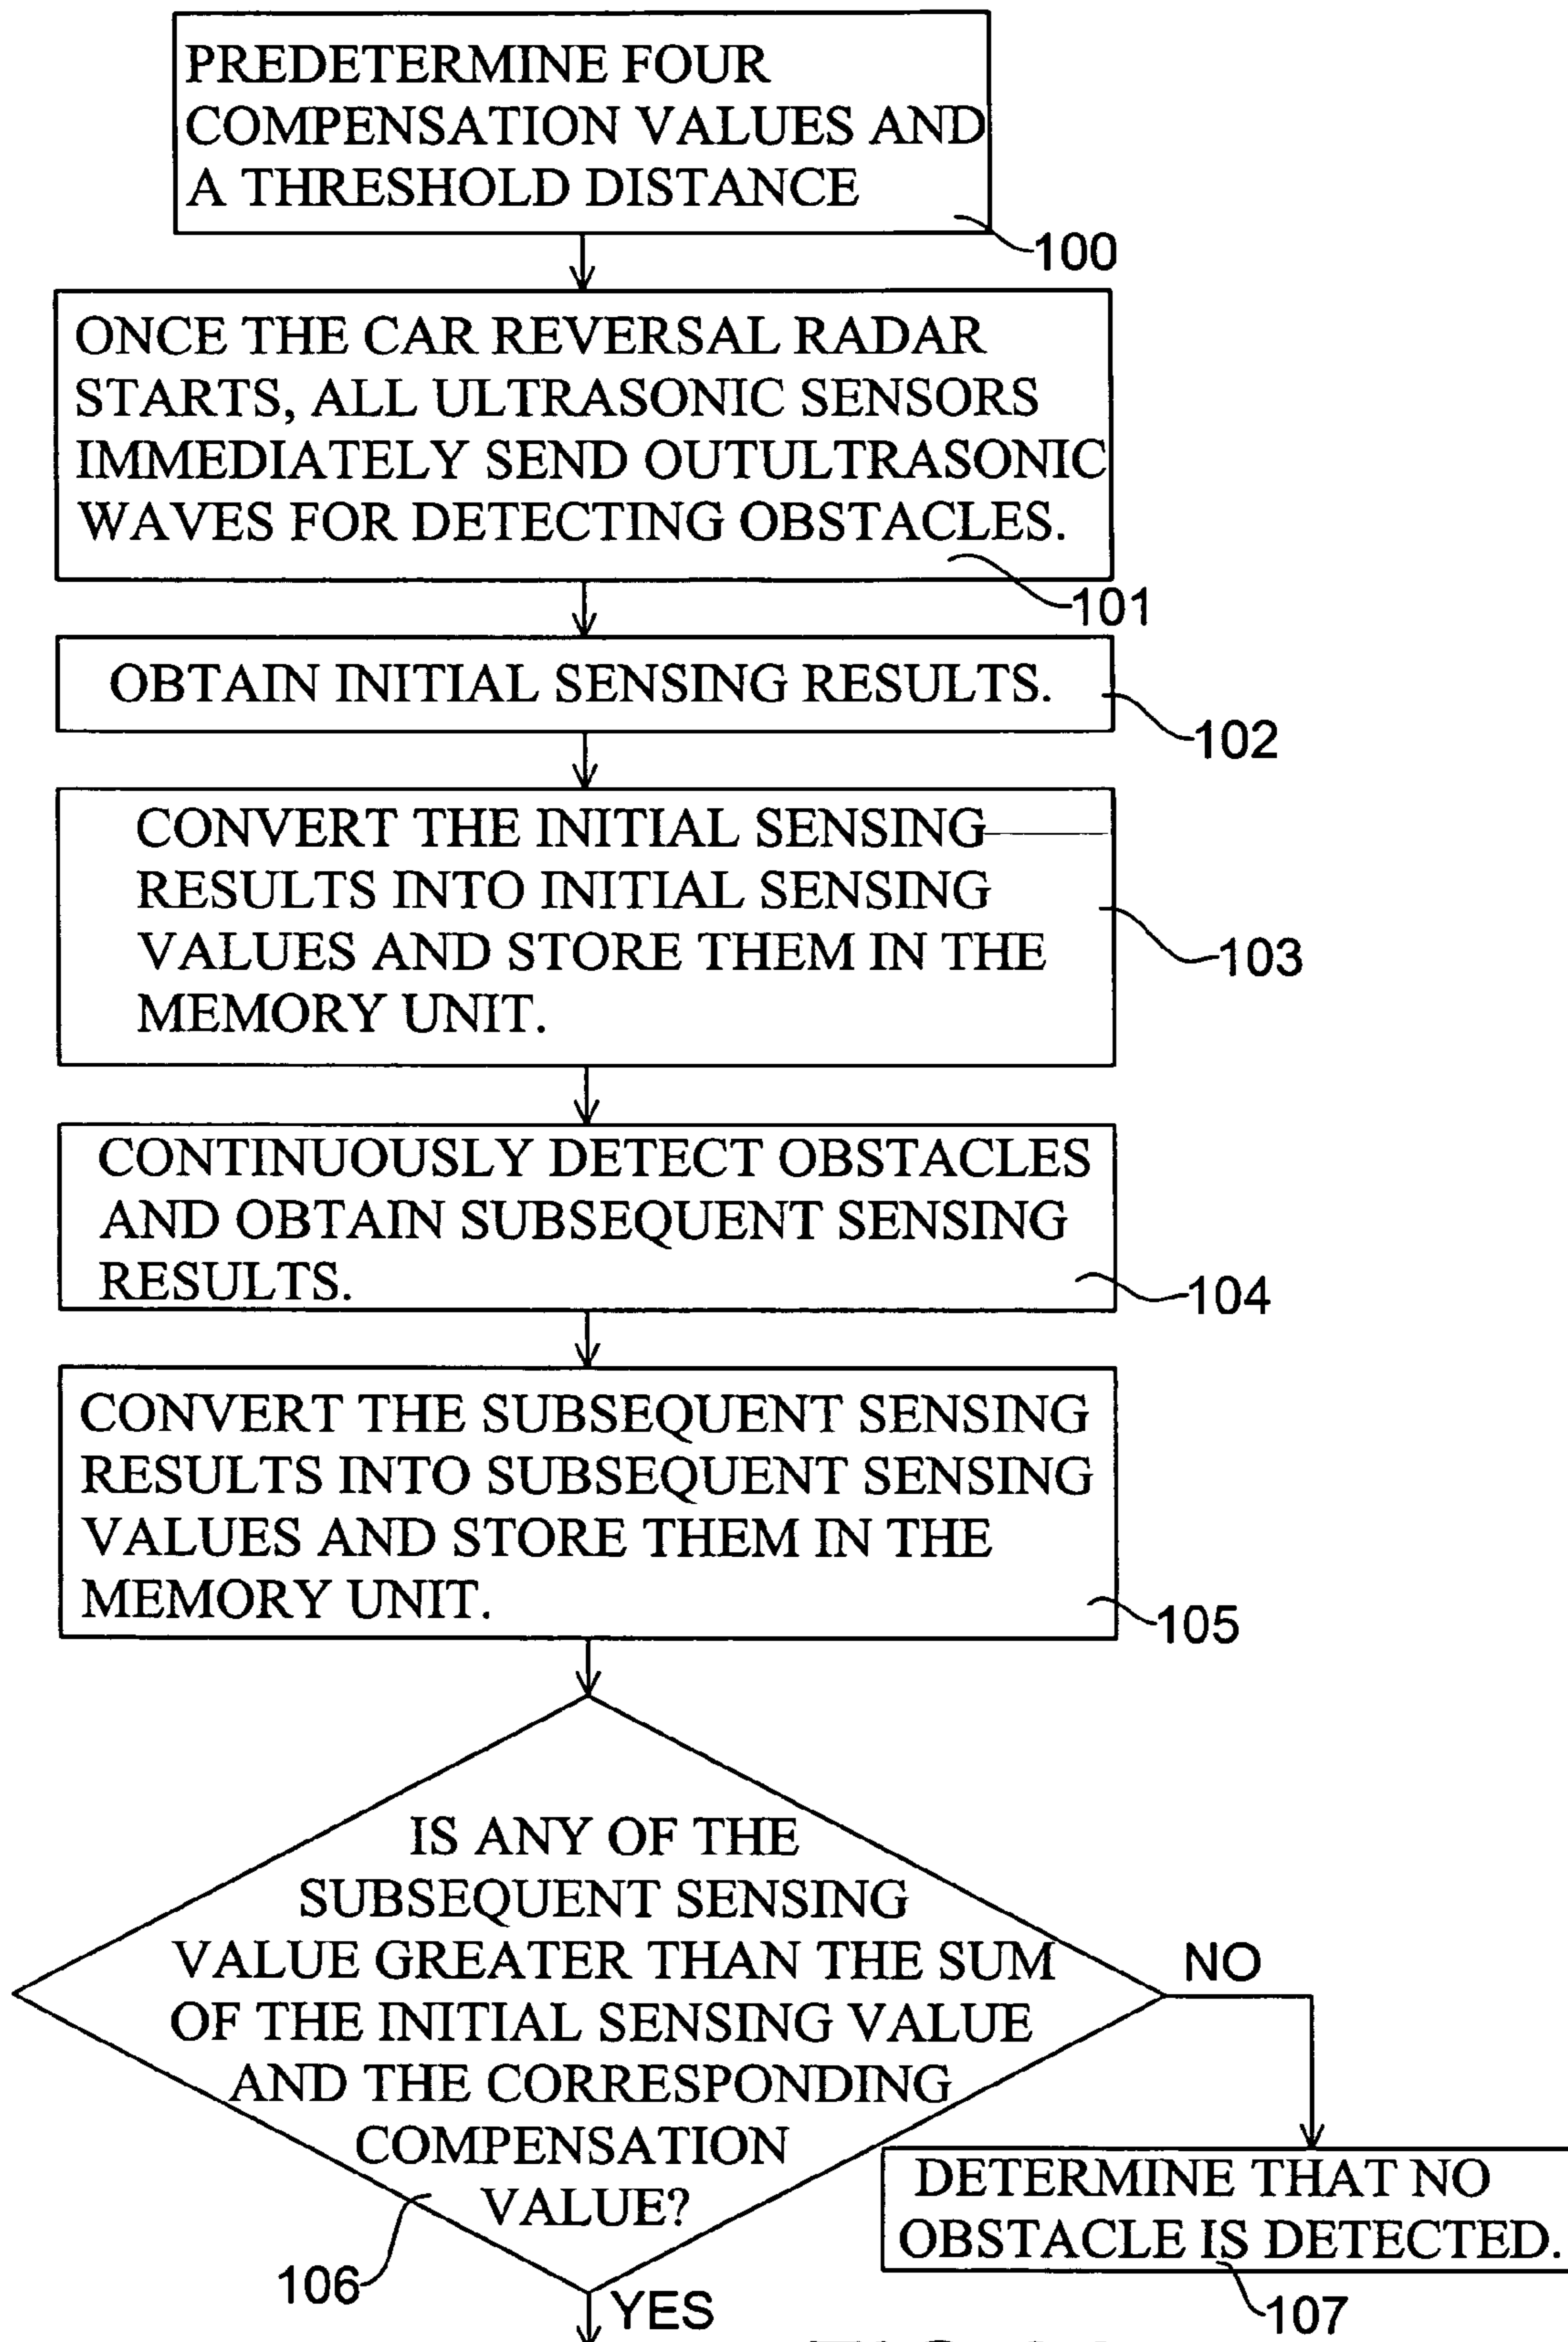 PREDETERMINE FOUR
COMPENSATION VALUES AND
A THRESHOLD DISTANCE
100
ONCE THE CAR REVERSAL RADAR
STARTS, ALL ULTRASONIC SENSORS
IMMEDIATELY SEND OUTULTRASONIC
WAVES FOR DETECTING OBSTACLES.
101
OBTAIN INITIAL SENSING RESULTS.
102
CONVERT THE INITIAL SENSING
RESULTS INTO INITIAL SENSING
VALUES AND STORE THEM IN THE
MEMORY UNIT.
103
CONTINUOUSLY DETECT OBSTACLES
AND OBTAIN SUBSEQUENT SENSING
RESULTS.
104
CONVERT THE SUBSEQUENT SENSING
RESULTS INTO SUBSEQUENT SENSING
VALUES AND STORE THEM IN THE
MEMORY UNIT.
105
IS ANY OF THE
SUBSEQUENT SENSING
VALUE GREATER THAN THE SUM
OF THE INITIAL SENSING VALUE
AND THE CORRESPONDING
COMPENSATION
VALUE?
106
NO
DETERMINE THAT NO
OBSTACLE IS DETECTED.
107
YES